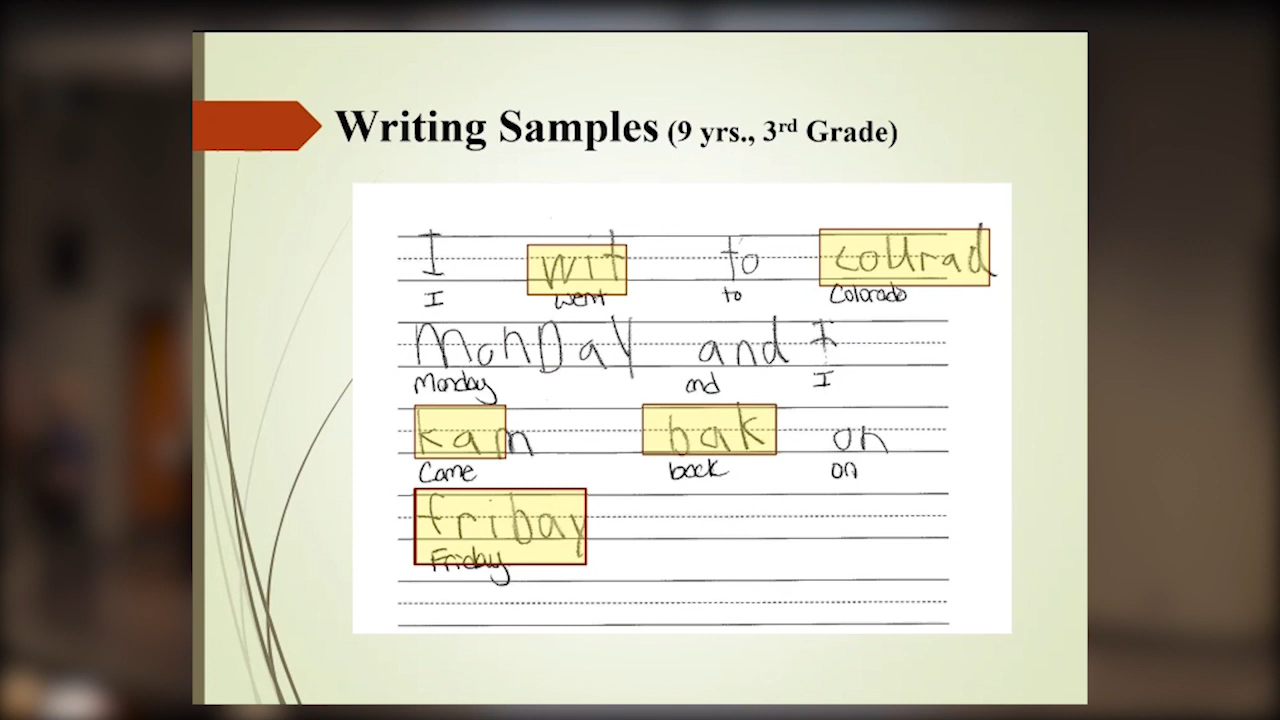 Writing Samples (9 yrs., 3rd Grade)
I wit to collrad
I went to Colorado
MonDay and I
Monday and I
kam bak on
Came back on
fribay
Friday